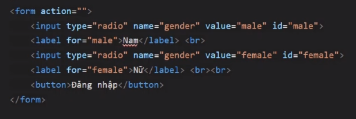 <form action="">
<input type="radio" name="gender" value="male" id="male">
<label for="male">Nam</label> <br>
<input type="radio" name="gender" value="female" id="female">
<label for="female">Nữ</label> <br><br>
<button>Đăng nhập</button>
</form>